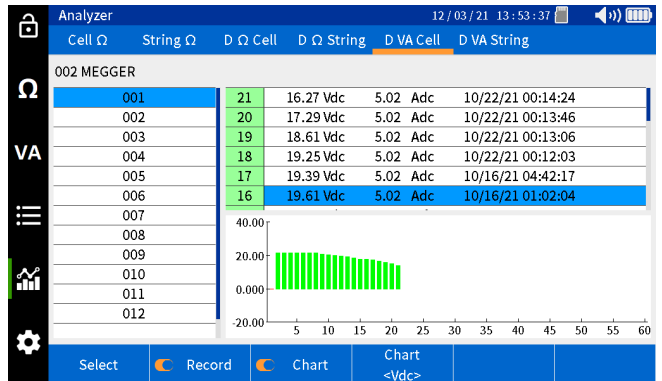 Analyzer 12/03/21 13:53:37
Cell Ω String Ω D Ω Cell D Ω String D VA Cell D VA String
002 MEGGER
Ω
VA
001
002
003
004
005
006
007
008
009
010
011
012
21 16.27 Vdc 5.02 Adc 10/22/21 00:14:24
20 17.29 Vdc 5.02 Adc 10/22/21 00:13:46
19 18.61 Vdc 5.02 Adc 10/22/21 00:13:06
18 19.25 Vdc 5.02 Adc 10/22/21 00:12:03
17 19.39 Vdc 5.02 Adc 10/16/21 04:42:17
16 19.61 Vdc 5.02 Adc 10/16/21 01:02:04
40.00
20.00
0.000
-20.00
5 10 15 20 25 30 35 40 45 50 55 60
Select Record Chart Chart
<Vdc>